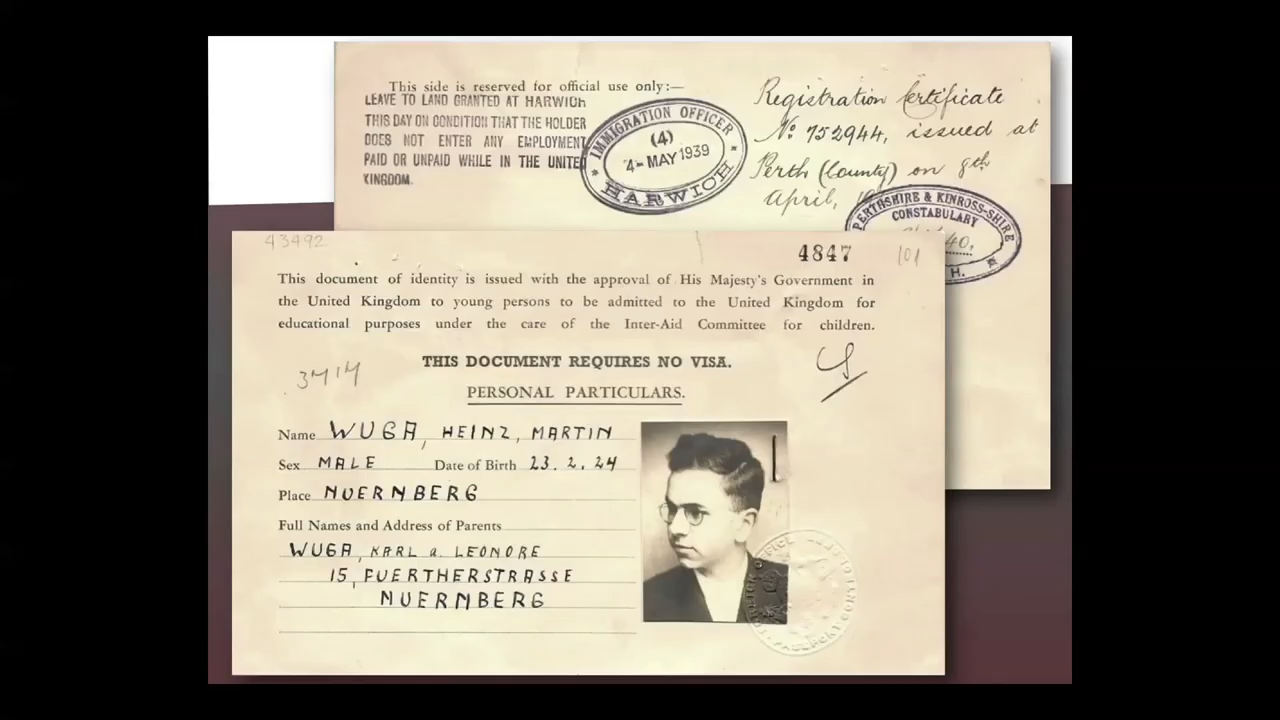 This side is reserved for official use only:—
LEAVE TO LAND GRANTED AT HARWICH
THIS DAY ON CONDITION THAT THE HOLDER
DOES NOT ENTER ANY EMPLOYMENT
PAID OR UNPAID WHILE IN THE UNITED
KINGDOM.
IMMIGRATION OFFICER
(4)
4- MAY 1939
HARWICH
Registration Certificate
No 752944, issued at
Perth (County) on 8th
April,
PERTHSHIRE & KINROSS-SHIRE
CONSTABULARY
40.
H.
43492
4847
101
This document of identity is issued with the approval of His Majesty's Government in
the United Kingdom to young persons to be admitted to the United Kingdom for
educational purposes under the care of the Inter-Aid Committee for children.
THIS DOCUMENT REQUIRES NO VISA.
3414
PERSONAL PARTICULARS.
Name WUGA, HEINZ, MARTIN
Sex MALE Date of Birth 23.2.24
Place NUERNBERG
Full Names and Address of Parents
WUGA, KARL a. LEONORE
15, FUERTHERSTRASSE
NUERNBERG